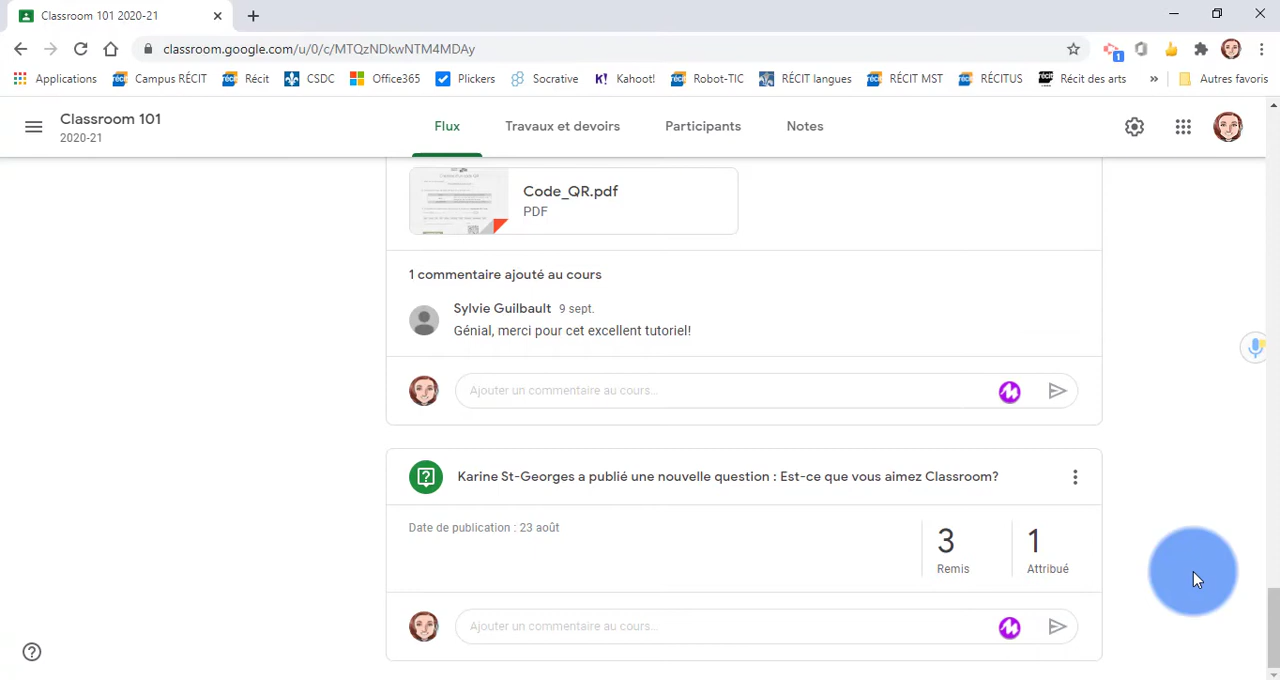 Classroom 101 2020-21
classroom.google.com/u/0/c/MTQzNDkwNTM4MDAy
1
Applications Campus RÉCIT Récit CSDC Office365 Plickers Socrative K! Kahoot! Robot TIC RÉCIT langues RÉCIT MST RÉCITUS Récit des arts » Autres favoris
Classroom 101
2020-21
Flux Travaux et devoirs Participants Notes
Code_QR.pdf
PDF
1 commentaire ajouté au cours
Sylvie Guilbault 9 sept.
Génial, merci pour cet excellent tutoriel!
Ajouter un commentaire au cours...
Karine St-Georges a publié une nouvelle question : Est-ce que vous aimez Classroom?
Date de publication : 23 août
3 1
Remis Attribué
Ajouter un commentaire au cours...